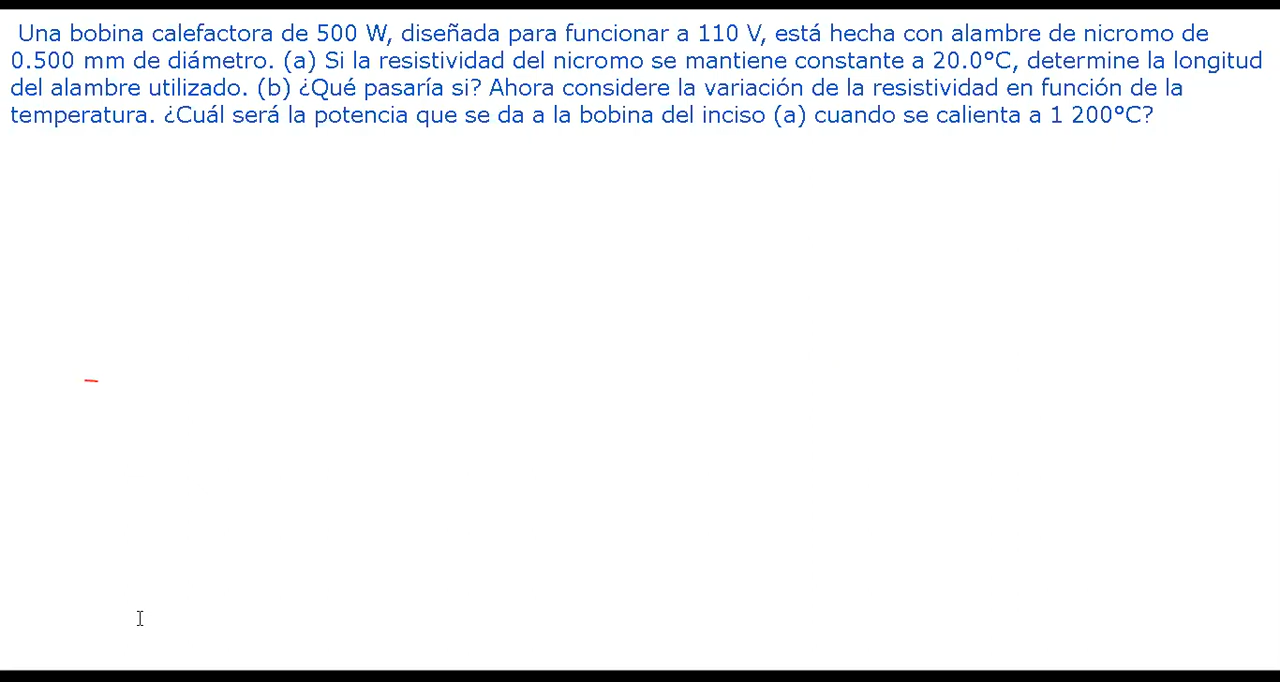 Una bobina calefactora de 500 W, diseñada para funcionar a 110 V, está hecha con alambre de nicromo de
0.500 mm de diámetro. (a) Si la resistividad del nicromo se mantiene constante a 20.0°C, determine la longitud
del alambre utilizado. (b) ¿Qué pasaría si? Ahora considere la variación de la resistividad en función de la
temperatura. ¿Cuál será la potencia que se da a la bobina del inciso (a) cuando se calienta a 1 200°C?